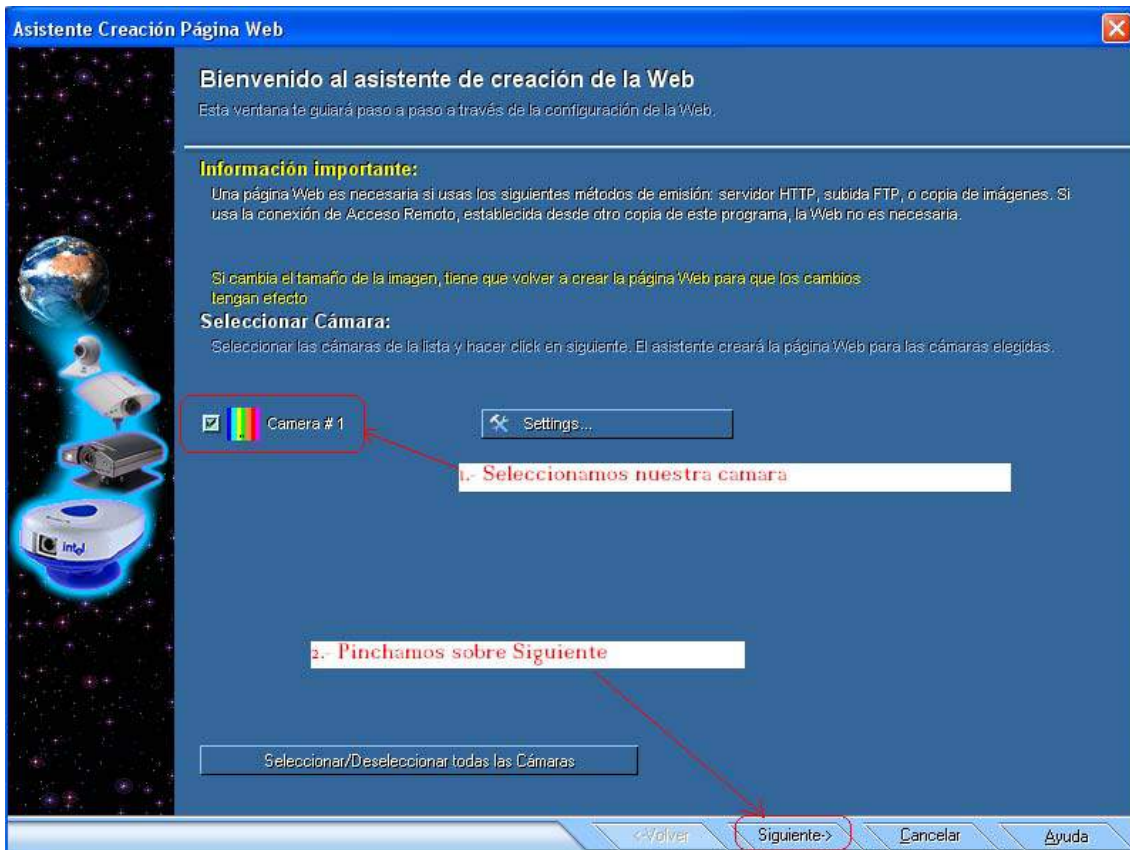 Asistente Creación Página Web
Bienvenido al asistente de creación de la Web
Esta ventana te guiará paso a paso a través de la configuración de la Web.
Información importante:
Una página Web es necesaria si usas los siguientes métodos de emisión: servidor HTTP, subida FTP, o copia de imágenes. Si
usa la conexión de Acceso Remoto, establecida desde otro copia de este programa, la Web no es necesaria.
Si cambia el tamaño de la imagen, tiene que volver a crear la página Web para que los cambios
tengan efecto
Seleccionar Cámara:
Seleccionar las cámaras de la lista y hacer click en siguiente. El asistente creará la página Web para las cámaras elegidas.
Camera # 1
Settings...
1.- Seleccionamos nuestra camara
intel
2.- Pinchamos sobre Siguiente
Seleccionar/Deseleccionar todas las Cámaras
<-Volver
Siguiente->
Cancelar
Ayuda